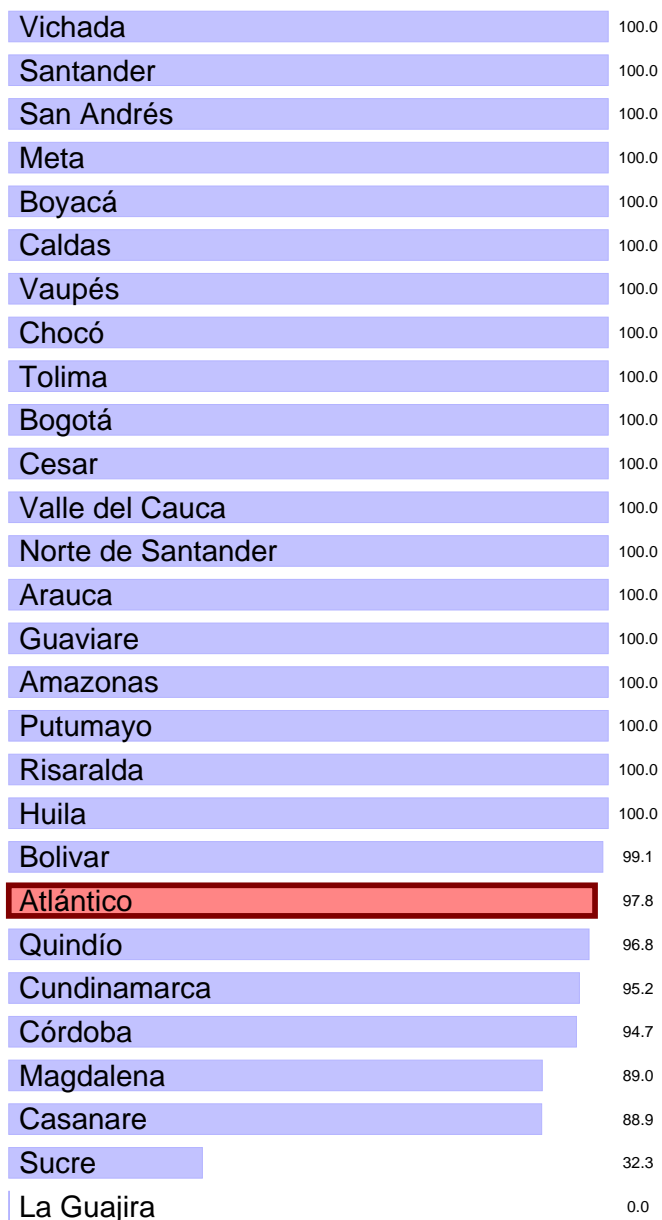 Vichada 100.0
Santander 100.0
San Andrés 100.0
Meta 100.0
Boyacá 100.0
Caldas 100.0
Vaupés 100.0
Chocó 100.0
Tolima 100.0
Bogotá 100.0
Cesar 100.0
Valle del Cauca 100.0
Norte de Santander 100.0
Arauca 100.0
Guaviare 100.0
Amazonas 100.0
Putumayo 100.0
Risaralda 100.0
Huila 100.0
Bolivar 99.1
Atlántico 97.8
Quindío 96.8
Cundinamarca 95.2
Córdoba 94.7
Magdalena 89.0
Casanare 88.9
Sucre 32.3
La Guajira 0.0